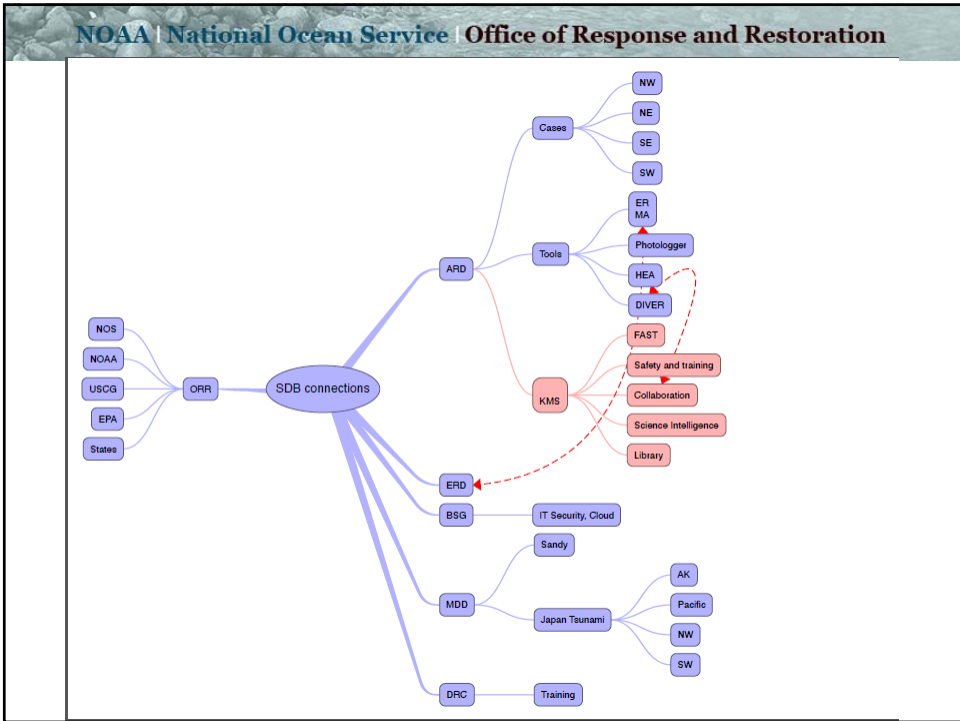 NOAA | National Ocean Service | Office of Response and Restoration
NOS
NOAA
USCG
EPA
States
ORR
SDB connections
ARD
Cases
NW
NE
SE
SW
Tools
ER
MA
Photologger
HEA
DIVER
KMS
FAST
Safety and training
Collaboration
Science Intelligence
Library
ERD
BSG
IT Security, Cloud
MDD
Sandy
Japan Tsunami
AK
Pacific
NW
SW
DRC
Training